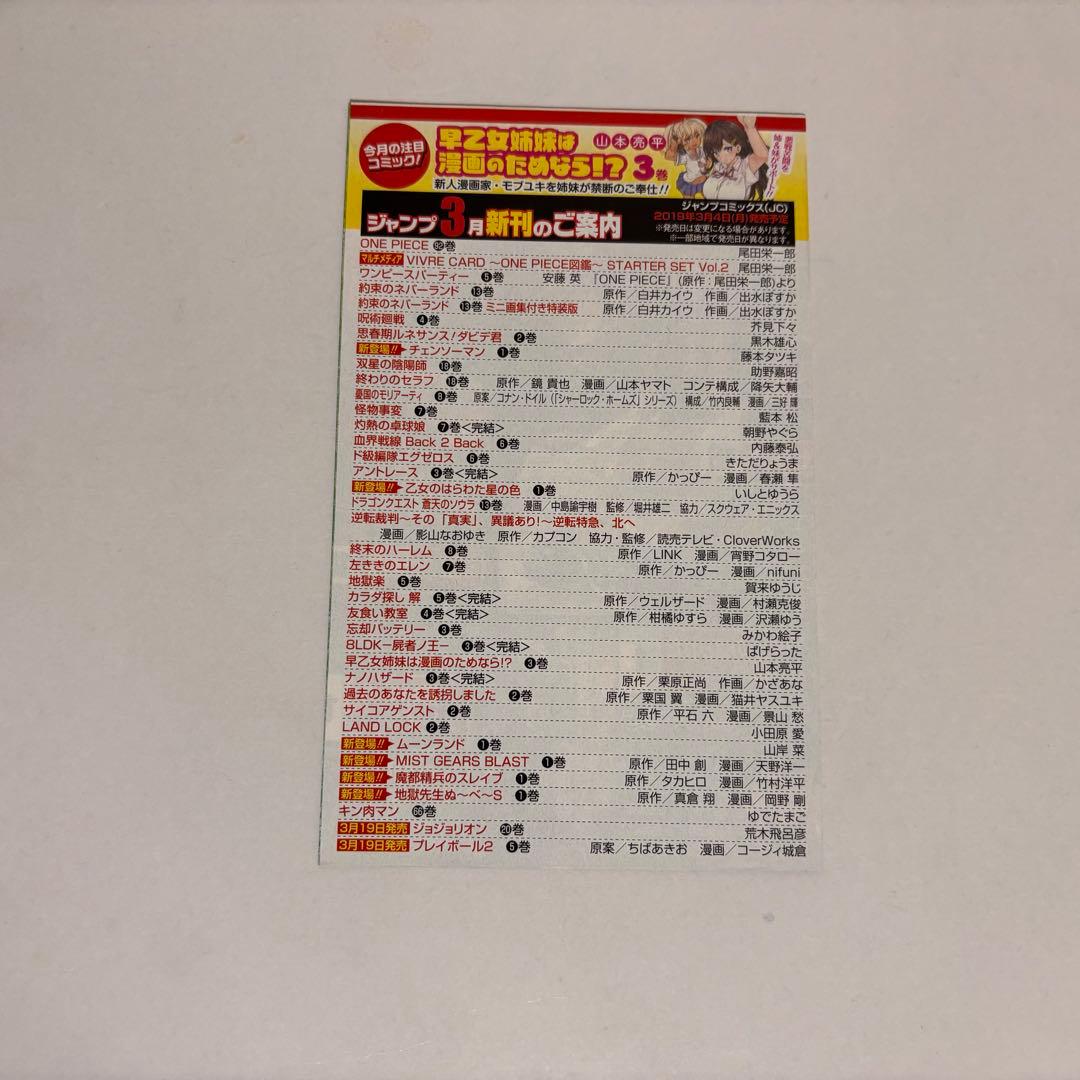 今月の注目
コミック!
早乙女姉妹は
漫画のためなら!?
山本亮平
3巻
姉&妹がサポート!!
新人漫画家・モブユキを姉妹が禁断のご奉仕!!
ジャンプ3月新刊のご案内
ジャンプコミックス(JC)
2019年3月4日(月)発売予定
※発売日は変更になる場合があります。
※一部地域で発売日が異なります。
ONE PIECE 92巻 尾田栄一郎
マルチメディア VIVRE CARD 〜ONE PIECE図鑑〜 STARTER SET Vol.2 尾田栄一郎
ワンピースパーティー 5巻 安藤 英 『ONE PIECE』(原作:尾田栄一郎)より
約束のネバーランド 13巻 原作/白井カイウ 作画/出水ぽすか
約束のネバーランド 13巻 ミニ画集付き特装版 原作/白井カイウ 作画/出水ぽすか
呪術廻戦 4巻 芥見下々
思春期ルネサンス!ダビデ君 2巻 黒木雄心
新登場!! チェンソーマン 1巻 藤本タツキ
双星の陰陽師 18巻 助野嘉昭
終わりのセラフ 18巻 原作/鏡 貴也 漫画/山本ヤマト コンテ構成/降矢大輔
憂国のモリアーティ 8巻 原案/コナン・ドイル(「シャーロック・ホームズ」シリーズ) 構成/竹内良輔 漫画/三好 輝
怪物事変 7巻 藍本 松
灼熱の卓球娘 7巻<完結> 朝野やぐら
血界戦線 Back 2 Back 6巻 内藤泰弘
ド級編隊エグゼロス 6巻 きただりょうま
アントレース 3巻<完結> 原作/かっぴー 漫画/春瀬 隼
新登場!! 乙女のはらわた星の色 1巻 いしとゆうら
ドラゴンクエスト 蒼天のソウラ 13巻 漫画/中島諭宇樹 監修/堀井雄二 協力/スクウェア・エニックス
逆転裁判〜その「真実」、異議あり!〜逆転特急、北へ
漫画/影山なおゆき 原作/カプコン 協力・監修/読売テレビ・CloverWorks
終末のハーレム 8巻 原作/LINK 漫画/宵野コタロー
左ききのエレン 7巻 原作/かっぴー 漫画/nifuni
地獄楽 5巻 賀来ゆうじ
カラダ探し 解 5巻<完結> 原作/ウェルザード 漫画/村瀬克俊
友食い教室 4巻<完結> 原作/柑橘ゆすら 漫画/沢瀬ゆう
忘却バッテリー 3巻 みかわ絵子
8LDK−屍者ノ王− 3巻<完結> ばげらった
早乙女姉妹は漫画のためなら!? 3巻 山本亮平
ナノハザード 3巻<完結> 原作/栗原正尚 作画/かざあな
過去のあなたを誘拐しました 2巻 原作/粟国 翼 漫画/猫井ヤスユキ
サイコアゲンスト 2巻 原作/平石 六 漫画/景山 愁
LAND LOCK 2巻 小田原 愛
新登場!! ムーンランド 1巻 山岸 菜
新登場!! MIST GEARS BLAST 1巻 原作/田中 創 漫画/天野洋一
新登場!! 魔都精兵のスレイブ 1巻 原作/タカヒロ 漫画/竹村洋平
新登場!! 地獄先生ぬ〜べ〜S 1巻 原作/真倉 翔 漫画/岡野 剛
キン肉マン 66巻 ゆでたまご
3月19日発売 ジョジョリオン 20巻 荒木飛呂彦
3月19日発売 プレイボール2 5巻 原案/ちばあきお 漫画/コージィ城倉